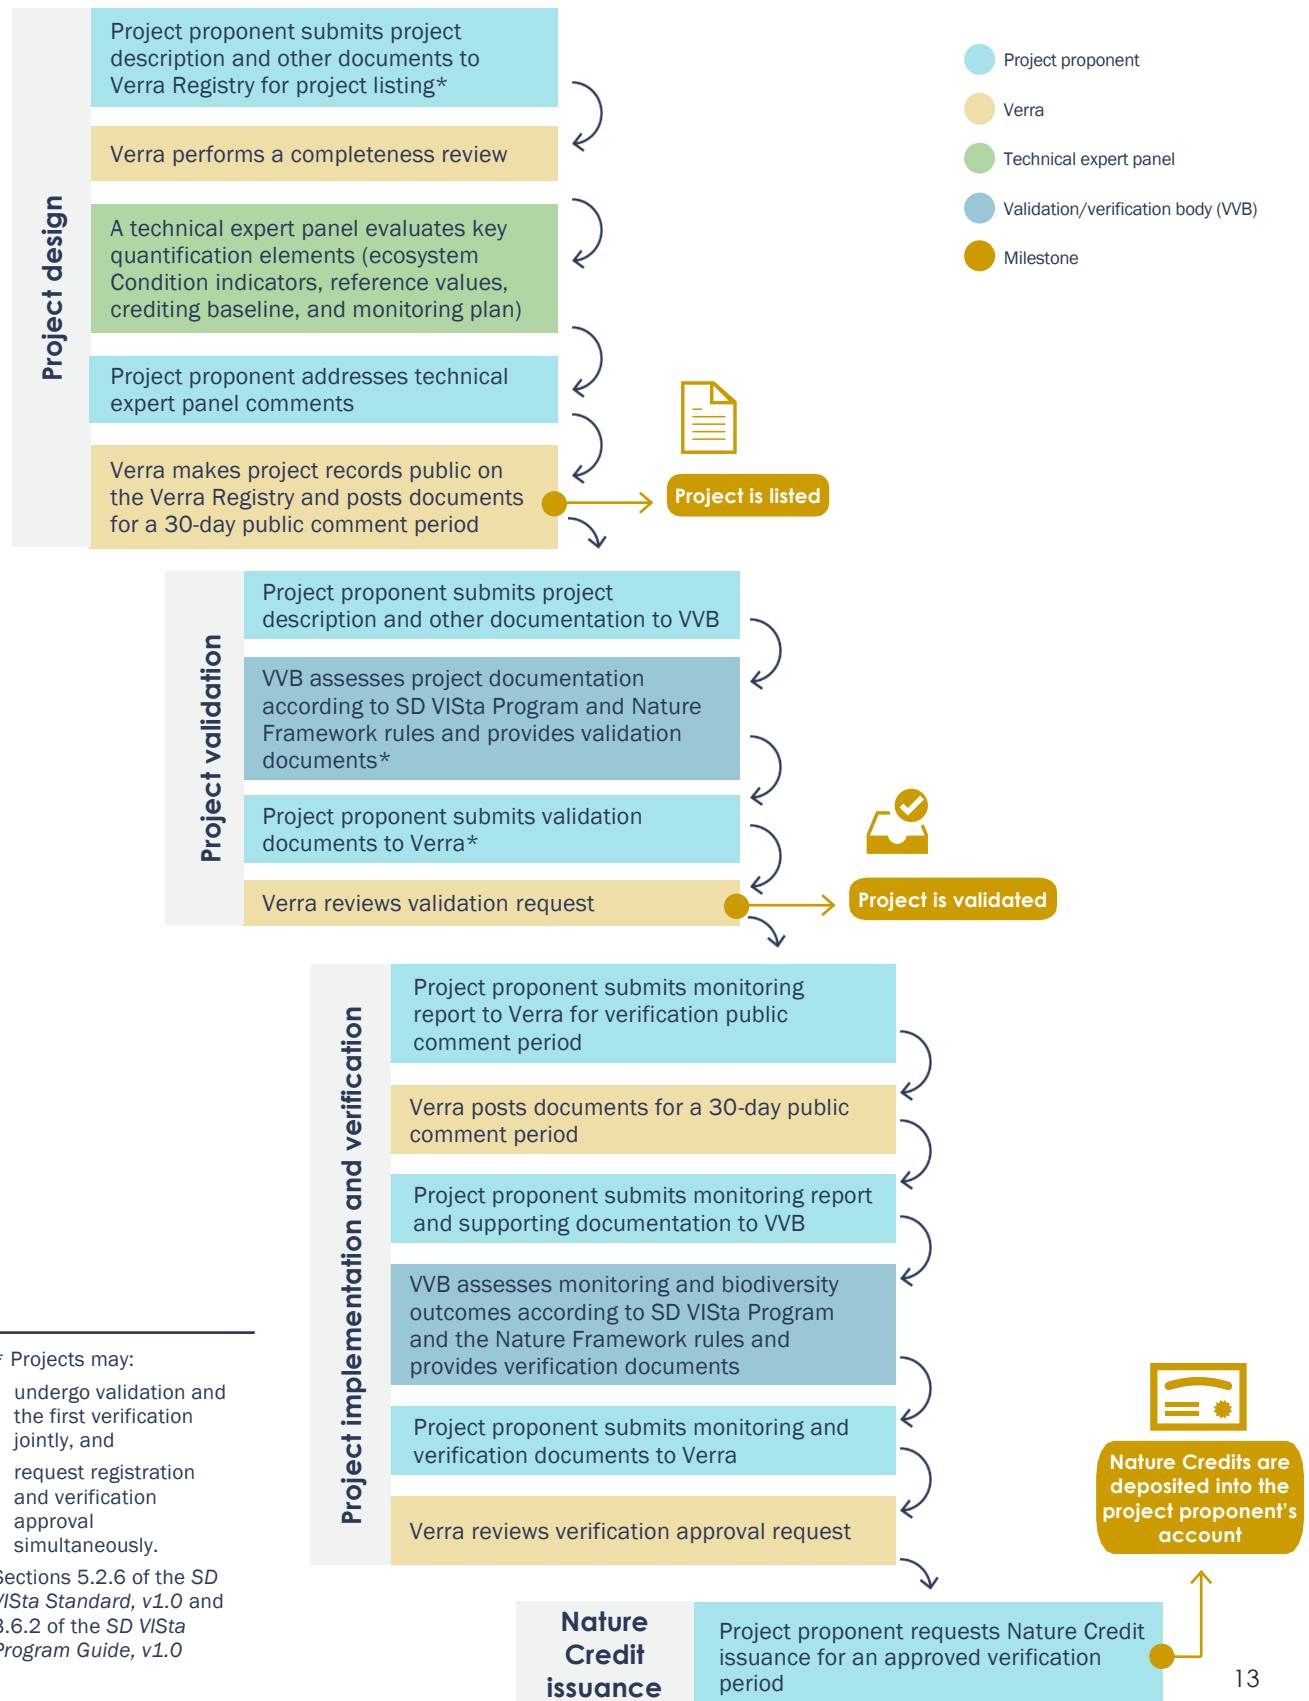 Project proponent submits project
description and other documents to
Verra Registry for project listing*
Verra performs a completeness review
A technical expert panel evaluates key
quantification elements (ecosystem
Condition indicators, reference values,
crediting baseline, and monitoring plan)
Project proponent addresses technical
expert panel comments
Verra makes project records public on
the Verra Registry and posts documents
for a 30-day public comment period
Project design
Project proponent
Verra
Technical expert panel
Validation/verification body (VVB)
Milestone
Project is listed
Project validation
Project proponent submits project
description and other documentation to VVB
VVB assesses project documentation
according to SD VISta Program and Nature
Framework rules and provides validation
documents*
Project proponent submits validation
documents to Verra*
Verra reviews validation request
Project is validated
Project implementation and verification
Project proponent submits monitoring
report to Verra for verification public
comment period
Verra posts documents for a 30-day public
comment period
Project proponent submits monitoring report
and supporting documentation to VVB
VVB assesses monitoring and biodiversity
outcomes according to SD VISta Program
and the Nature Framework rules and
provides verification documents
Project proponent submits monitoring and
verification documents to Verra
Verra reviews verification approval request
Nature Credits are
deposited into the
project proponent's
account
* Projects may:
undergo validation and
the first verification
jointly, and
request registration
and verification
approval
simultaneously.
Sections 5.2.6 of the SD
VISta Standard, v1.0 and
3.6.2 of the SD VISta
Program Guide, v1.0
Nature
Credit
issuance
Project proponent requests Nature Credit
issuance for an approved verification
period
13